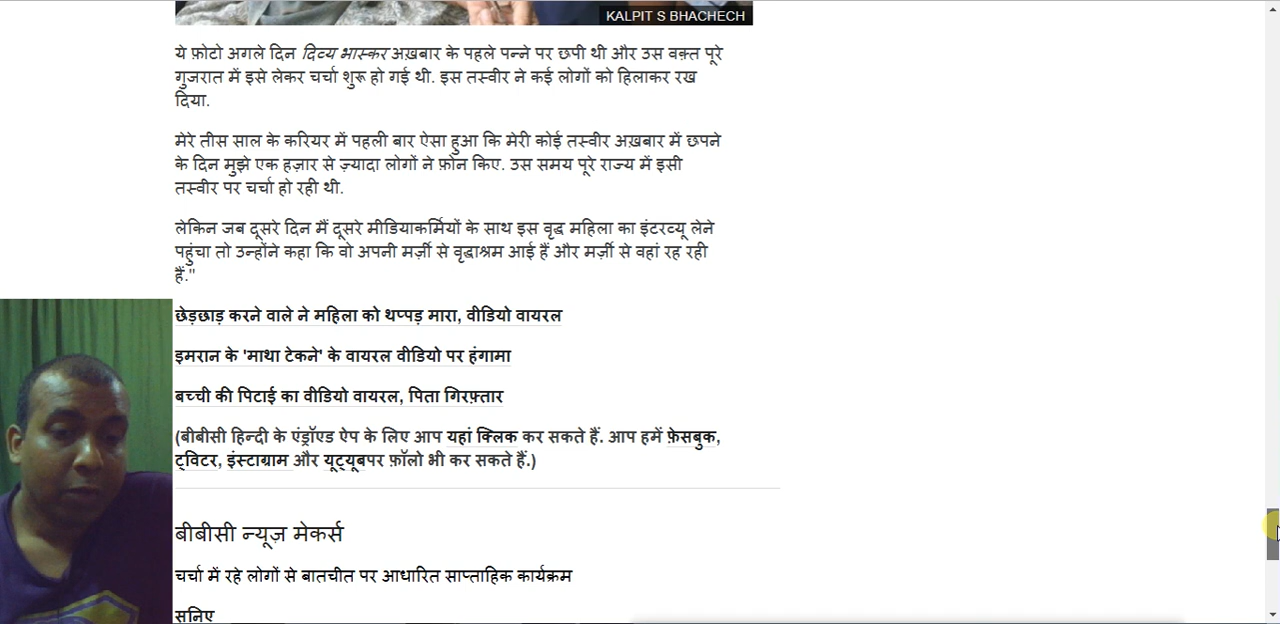 KALPIT S BHACHECH
ये फ़ोटो अगले दिन दिव्य भास्कर अख़बार के पहले पन्ने पर छपी थी और उस वक़्त पूरे
गुजरात में इसे लेकर चर्चा शुरू हो गई थी. इस तस्वीर ने कई लोगों को हिलाकर रख
दिया.
मेरे तीस साल के करियर में पहली बार ऐसा हुआ कि मेरी कोई तस्वीर अख़बार में छपने
के दिन मुझे एक हज़ार से ज़्यादा लोगों ने फ़ोन किए. उस समय पूरे राज्य में इसी
तस्वीर पर चर्चा हो रही थी.
लेकिन जब दूसरे दिन मैं दूसरे मीडियाकर्मियों के साथ इस वृद्ध महिला का इंटरव्यू लेने
पहुंचा तो उन्होंने कहा कि वो अपनी मर्ज़ी से वृद्धाश्रम आई हैं और मर्ज़ी से वहां रह रही
हैं."
छेड़छाड़ करने वाले ने महिला को थप्पड़ मारा, वीडियो वायरल
इमरान के 'माथा टेकने' के वायरल वीडियो पर हंगामा
बच्ची की पिटाई का वीडियो वायरल, पिता गिरफ़्तार
(बीबीसी हिन्दी के एंड्रॉएड ऐप के लिए आप यहां क्लिक कर सकते हैं. आप हमें फ़ेसबुक,
ट्विटर, इंस्टाग्राम और यूट्यूबपर फ़ॉलो भी कर सकते हैं.)
बीबीसी न्यूज़ मेकर्स
चर्चा में रहे लोगों से बातचीत पर आधारित साप्ताहिक कार्यक्रम
सुनिए